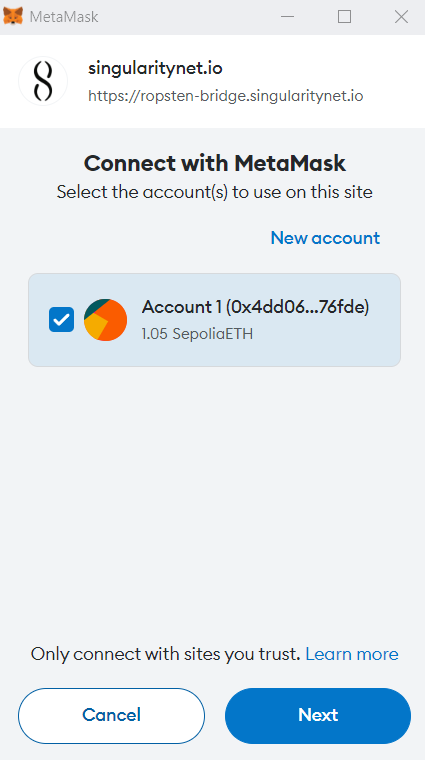 MetaMask
singularitynet.io
https://ropsten-bridge.singularitynet.io
Connect with MetaMask
Select the account(s) to use on this site
New account
Account 1 (0x4dd06...76fde)
1.05 SepoliaETH
Only connect with sites you trust. Learn more
Cancel
Next